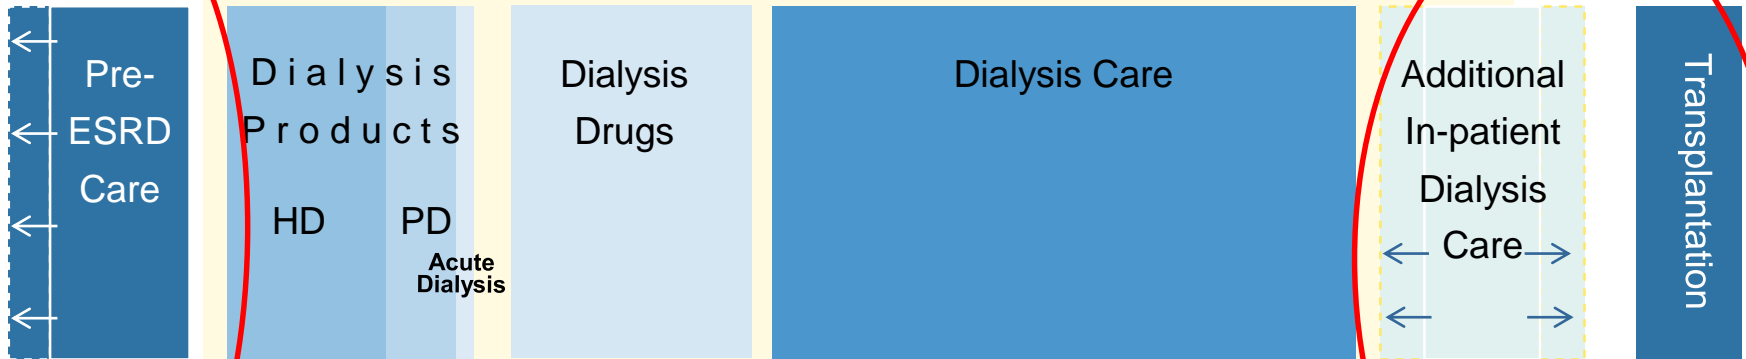 Pre-
ESRD
Care
Dialysis
Products
HD
PD
Acute
Dialysis
Dialysis
Drugs
Dialysis Care
Additional
In-patient
Dialysis
Care
Transplantation